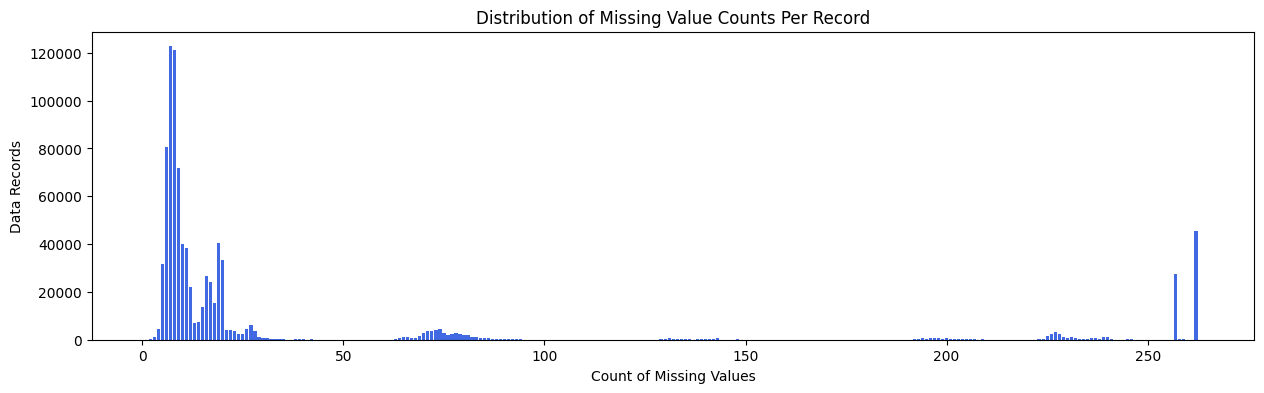 Distribution of Missing Value Counts Per Record
120000
100000
80000
60000
40000
20000
0
Data Records
0 50 100 150 200 250
Count of Missing Values